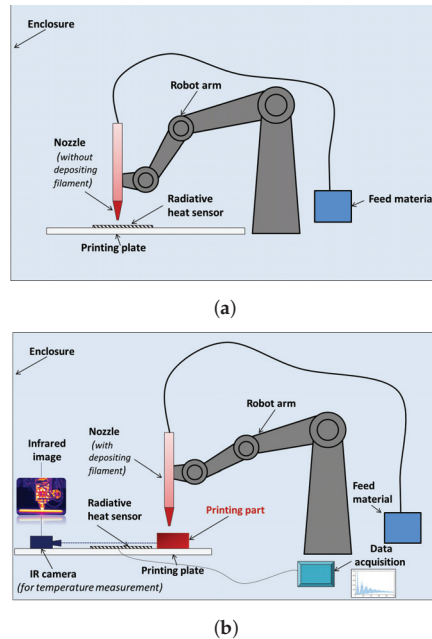 Enclosure
Robot arm
Nozzle
(without
depositing
filament)
Radiative
heat sensor
Feed material
Printing
plate
(a)
Enclosure
Robot arm
Nozzle
(with
depositing
filament)
Infrared
image
Feed
material
Radiative
heat sensor
Printing part
Data
acquisition
IR camera
(for temperature measurement)
Printing plate
(b)